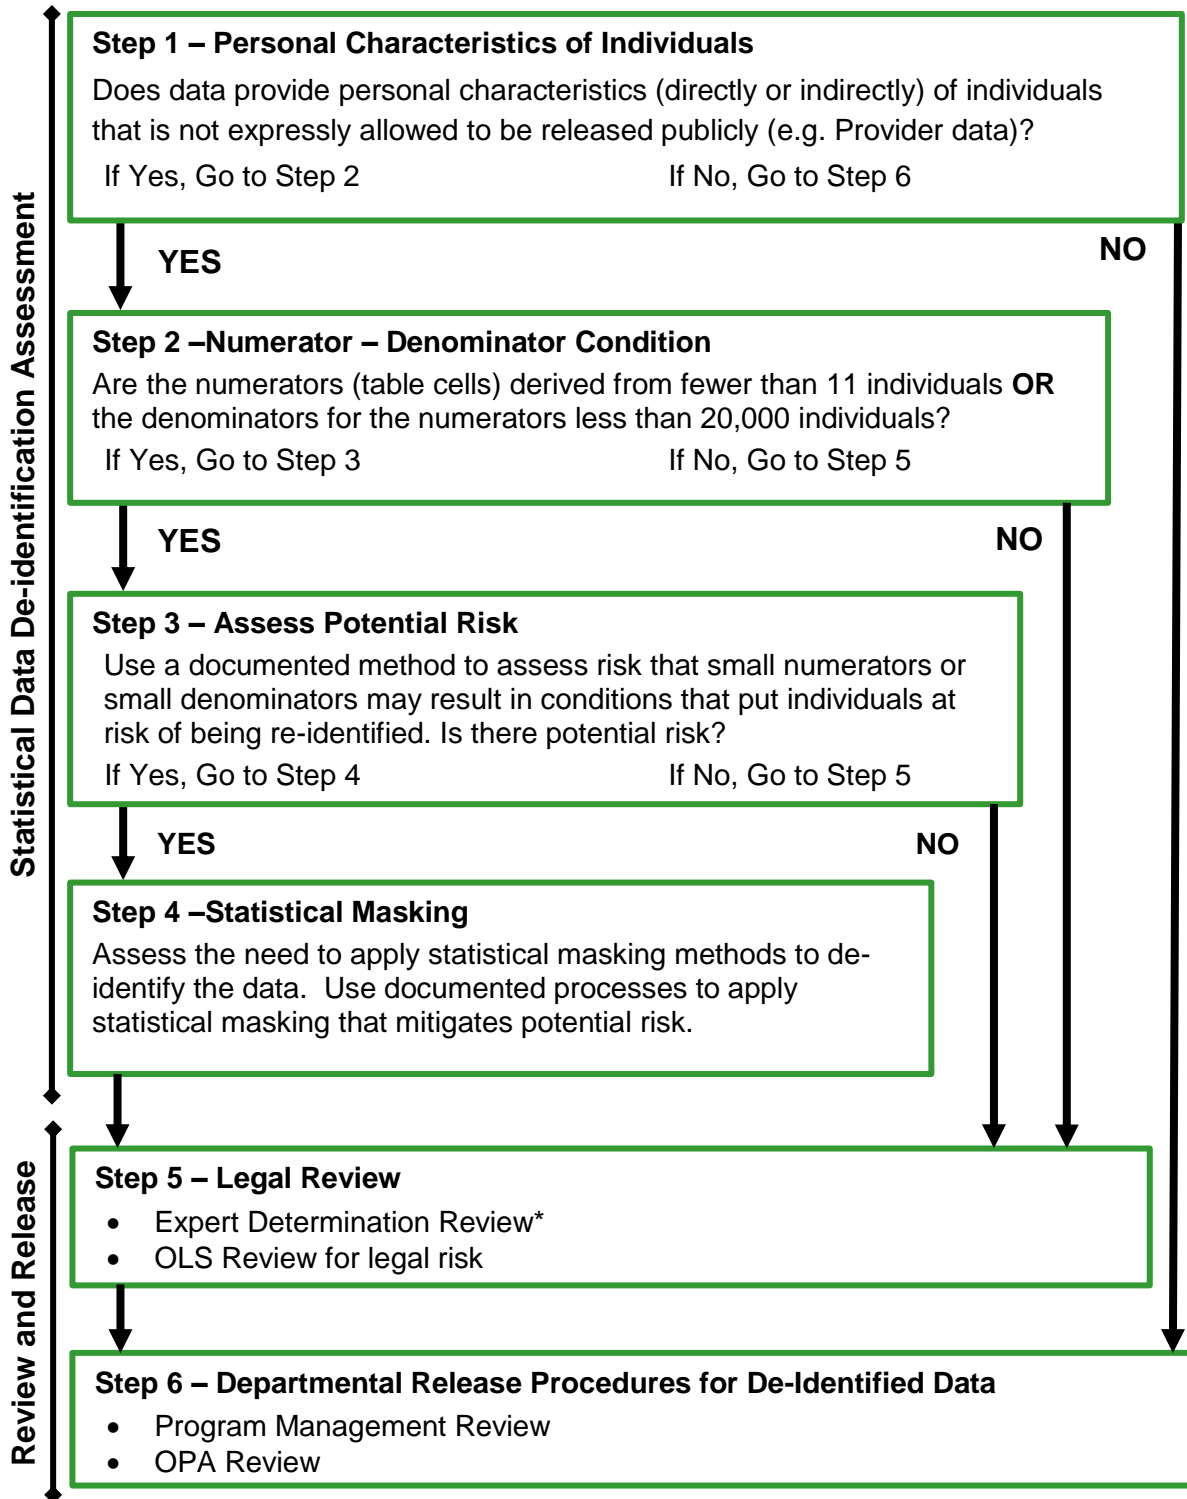 Statistical Data De-identification Assessment
Step 1 – Personal Characteristics of Individuals
Does data provide personal characteristics (directly or indirectly) of individuals
that is not expressly allowed to be released publicly (e.g. Provider data)?
If Yes, Go to Step 2 If No, Go to Step 6
YES NO
Step 2 –Numerator – Denominator Condition
Are the numerators (table cells) derived from fewer than 11 individuals OR
the denominators for the numerators less than 20,000 individuals?
If Yes, Go to Step 3 If No, Go to Step 5
YES NO
Step 3 – Assess Potential Risk
Use a documented method to assess risk that small numerators or
small denominators may result in conditions that put individuals at
risk of being re-identified. Is there potential risk?
If Yes, Go to Step 4 If No, Go to Step 5
YES NO
Step 4 –Statistical Masking
Assess the need to apply statistical masking methods to de-
identify the data.  Use documented processes to apply
statistical masking that mitigates potential risk.
Review and Release
Step 5 – Legal Review
• Expert Determination Review*
• OLS Review for legal risk
Step 6 – Departmental Release Procedures for De-Identified Data
• Program Management Review
• OPA Review